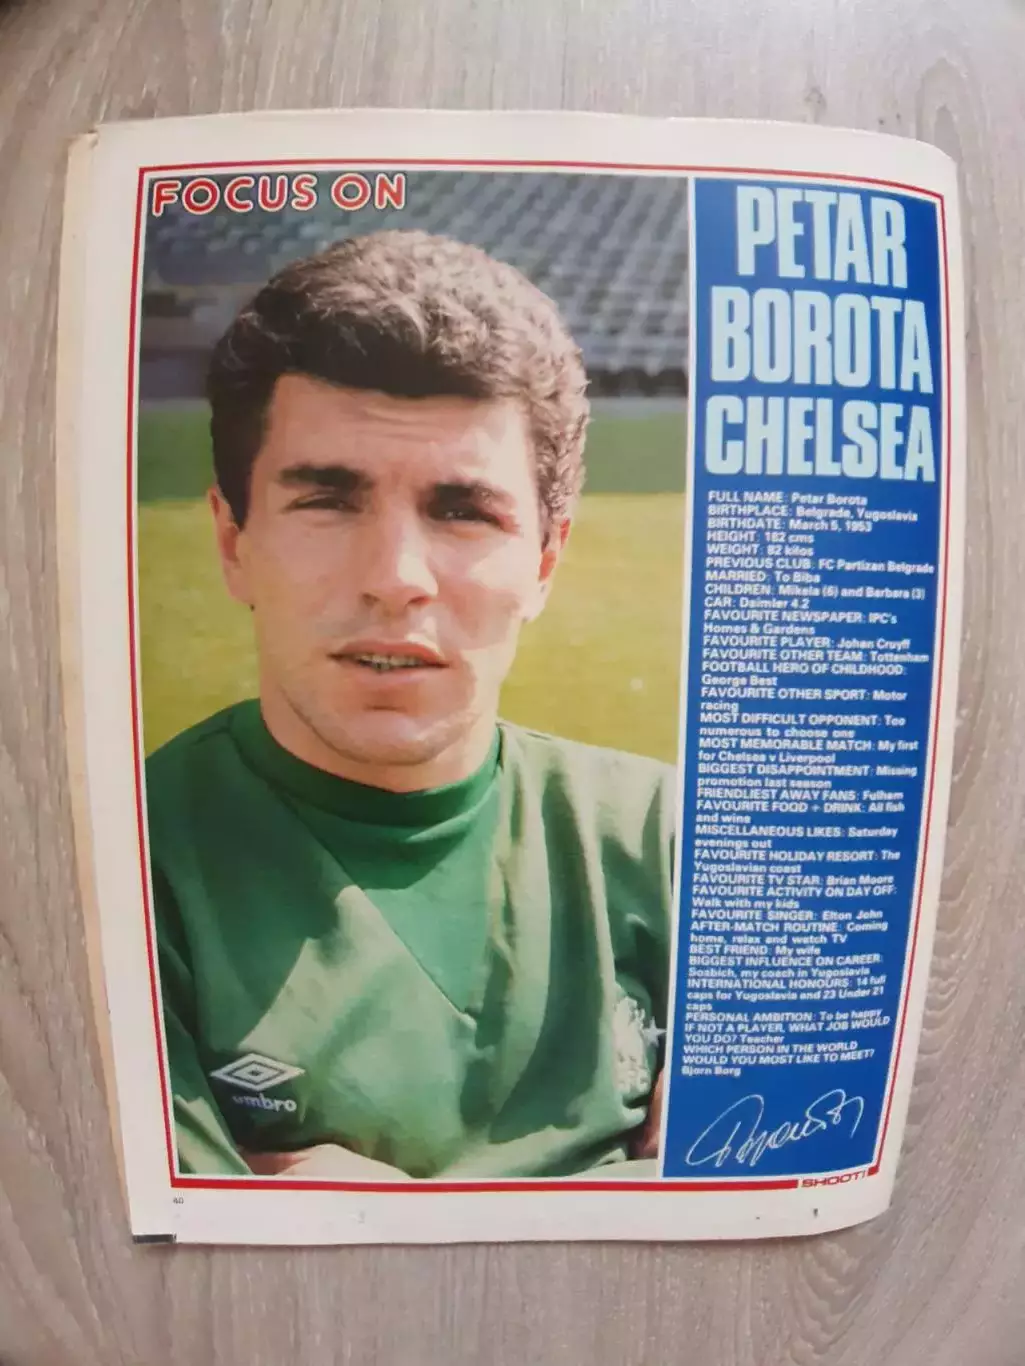 FOCUS ON
PETAR
BOROTA
CHELSEA
FULL NAME: Petar Borota
BIRTHPLACE: Belgrade, Yugoslavia
BIRTHDATE: March 5, 1953
HEIGHT: 182 cms
WEIGHT: 82 kilos
PREVIOUS CLUB: FC Partizan Belgrade
MARRIED: To Biba
CHILDREN: Mikela (6) and Barbara (3)
CAR: Daimler 4.2
FAVOURITE NEWSPAPER: IPC's
Homes & Gardens
FAVOURITE PLAYER: Johan Cruyff
FAVOURITE OTHER TEAM: Tottenham
FOOTBALL HERO OF CHILDHOOD:
George Best
FAVOURITE OTHER SPORT: Motor
racing
MOST DIFFICULT OPPONENT: Too
numerous to choose one
MOST MEMORABLE MATCH: My first
for Chelsea v Liverpool
BIGGEST DISAPPOINTMENT: Missing
promotion last season
FRIENDLIEST AWAY FANS: Fulham
FAVOURITE FOOD + DRINK: All fish
and wine
MISCELLANEOUS LIKES: Saturday
evenings out
FAVOURITE HOLIDAY RESORT: The
Yugoslavian coast
FAVOURITE TV STAR: Brian Moore
FAVOURITE ACTIVITY ON DAY OFF:
Walk with my kids
FAVOURITE SINGER: Elton John
AFTER-MATCH ROUTINE: Coming
home, relax and watch TV
BEST FRIEND: My wife
BIGGEST INFLUENCE ON CAREER:
Sosbich, my coach in Yugoslavia
INTERNATIONAL HONOURS: 14 full
caps for Yugoslavia and 23 Under 21
caps
PERSONAL AMBITION: To be happy
IF NOT A PLAYER, WHAT JOB WOULD
YOU DO? Teacher
WHICH PERSON IN THE WORLD
WOULD YOU MOST LIKE TO MEET?
Bjorn Borg
umbro
SHOOT!
40